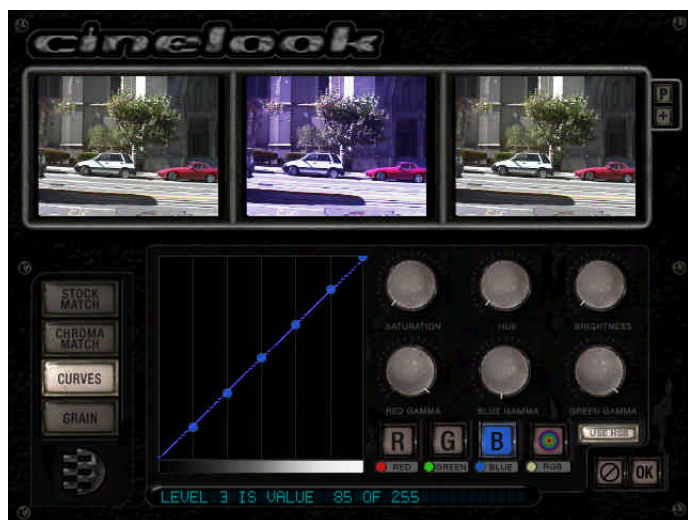 cinelook
P
+
STOCK MATCH
CHROMA MATCH
CURVES
GRAIN
SATURATION HUE BRIGHTNESS
RED GAMMA BLUE GAMMA GREEN GAMMA
R G B
USE HSB
RED GREEN BLUE RGB
OK
LEVEL 3 IS VALUE 85 OF 255